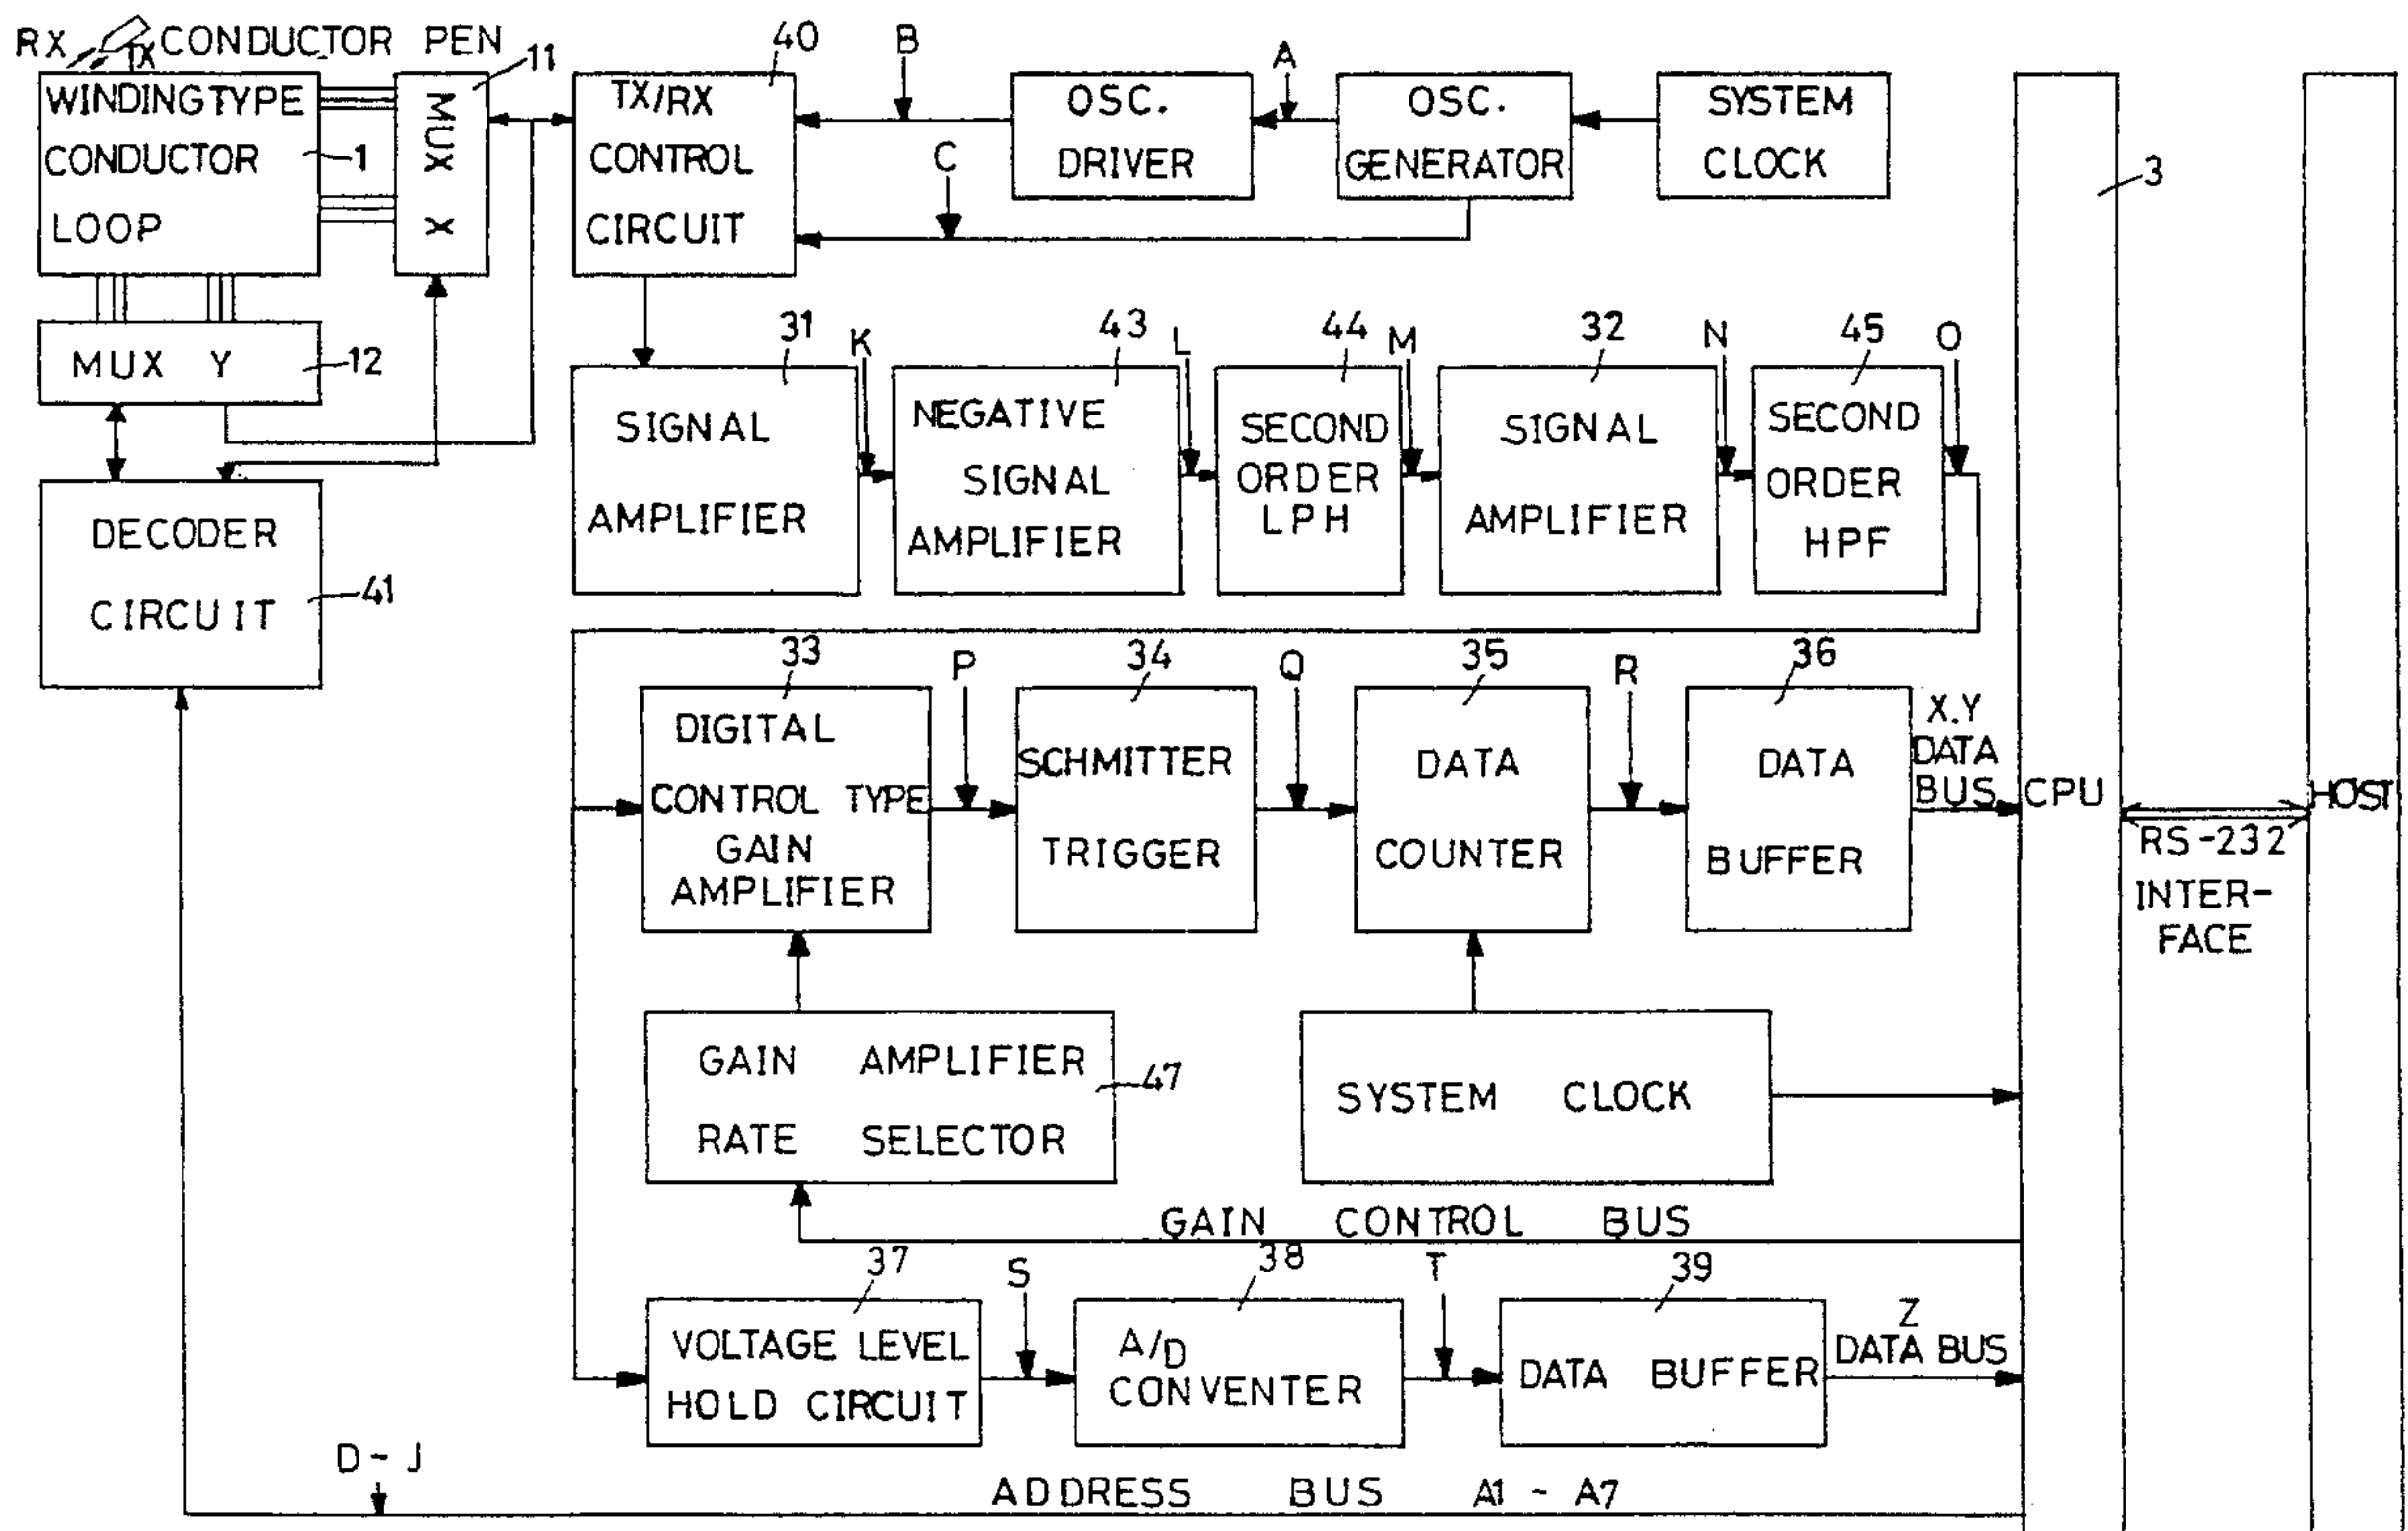 RX TX CONDUCTOR PEN
11
40
B
A
WINDING TYPE
CONDUCTOR
LOOP
1
MUX X
TX/RX
CONTROL
CIRCUIT
C
OSC.
DRIVER
OSC.
GENERATOR
SYSTEM
CLOCK
3
MUX Y
12
31
K
43
L
44
M
32
N
45
O
SIGNAL
AMPLIFIER
NEGATIVE
SIGNAL
AMPLIFIER
SECOND
ORDER
LPH
SIGNAL
AMPLIFIER
SECOND
ORDER
HPF
DECODER
CIRCUIT
41
33
P
34
Q
35
R
36
DIGITAL
CONTROL TYPE
GAIN
AMPLIFIER
SCHMITTER
TRIGGER
DATA
COUNTER
DATA
BUFFER
X.Y
DATA
BUS
CPU
HOST
RS-232
INTER-
FACE
GAIN AMPLIFIER
RATE SELECTOR
47
SYSTEM CLOCK
GAIN CONTROL BUS
37
S
38
T
39
VOLTAGE LEVEL
HOLD CIRCUIT
A/D
CONVENTER
DATA BUFFER
Z
DATA BUS
D - J
ADDRESS BUS A1 - A7